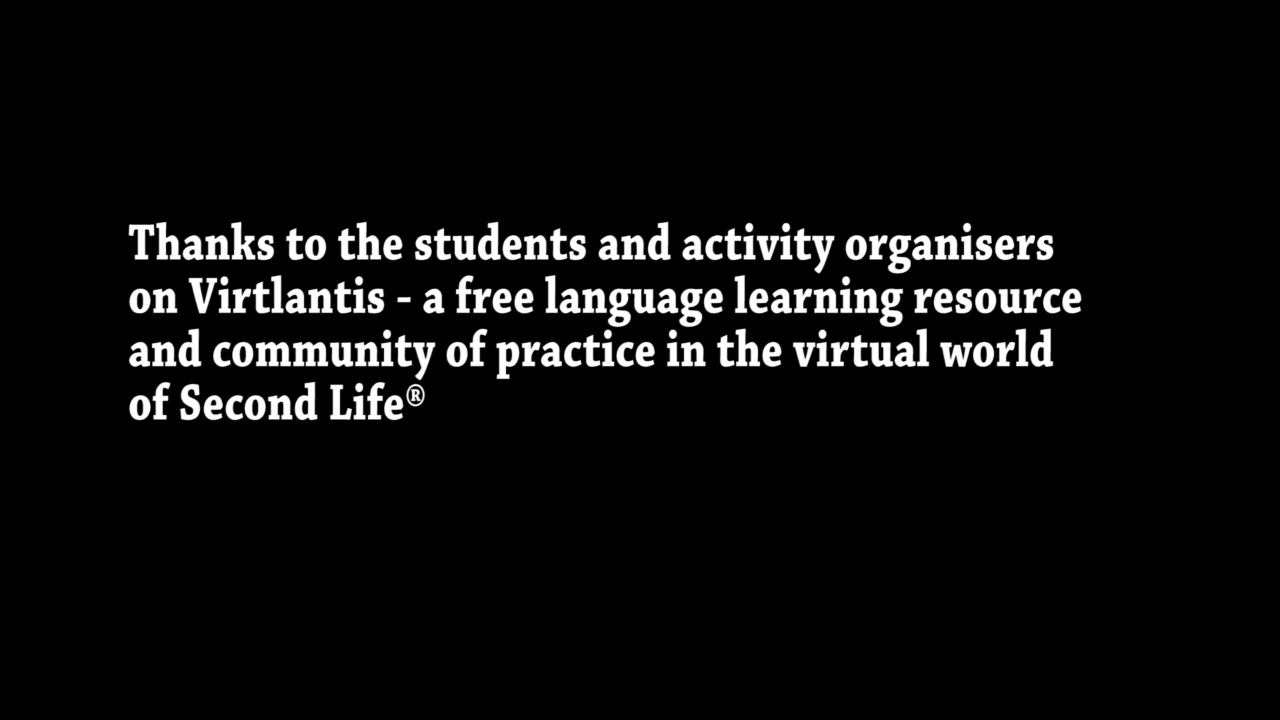 Thanks to the students and activity organisers
on Virtlantis - a free language learning resource
and community of practice in the virtual world
of Second Life®